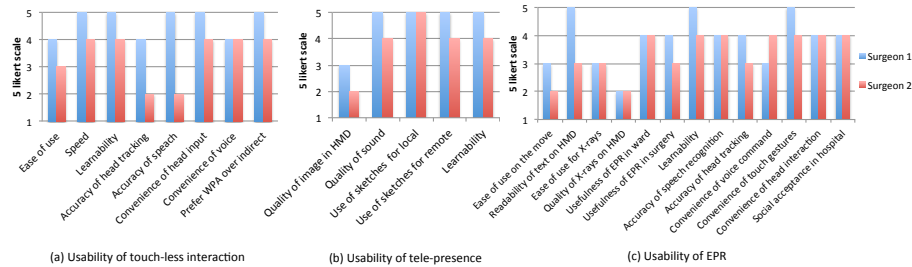 5 likert scale
5
4
3
2
1
Ease of use
Speed
Learnability
Accuracy of head tracking
Accuracy of speach
Convenience of head input
Convenience of voice
Prefer WPA over indirect
(a) Usability of touch-less interaction
5 likert scale
5
4
3
2
1
Quality of image in HMD
Quality of sound
Use of sketches for local
Use of sketches for remote
Learnability
(b) Usability of tele-presence
5 likert scale
5
4
3
2
1
Ease of use on the move
Readability of text on HMD
Ease of use for X-rays
Quality of X-rays on HMD
Usefulness of EPR in ward
Usefulness of EPR in surgery
Learnability
Accuracy of speech recognition
Accuracy of head tracking
Convenience of voice command
Convenience of touch gestures
Convenience of head interaction
Social acceptance in hospital
(c) Usability of EPR
Surgeon 1
Surgeon 2